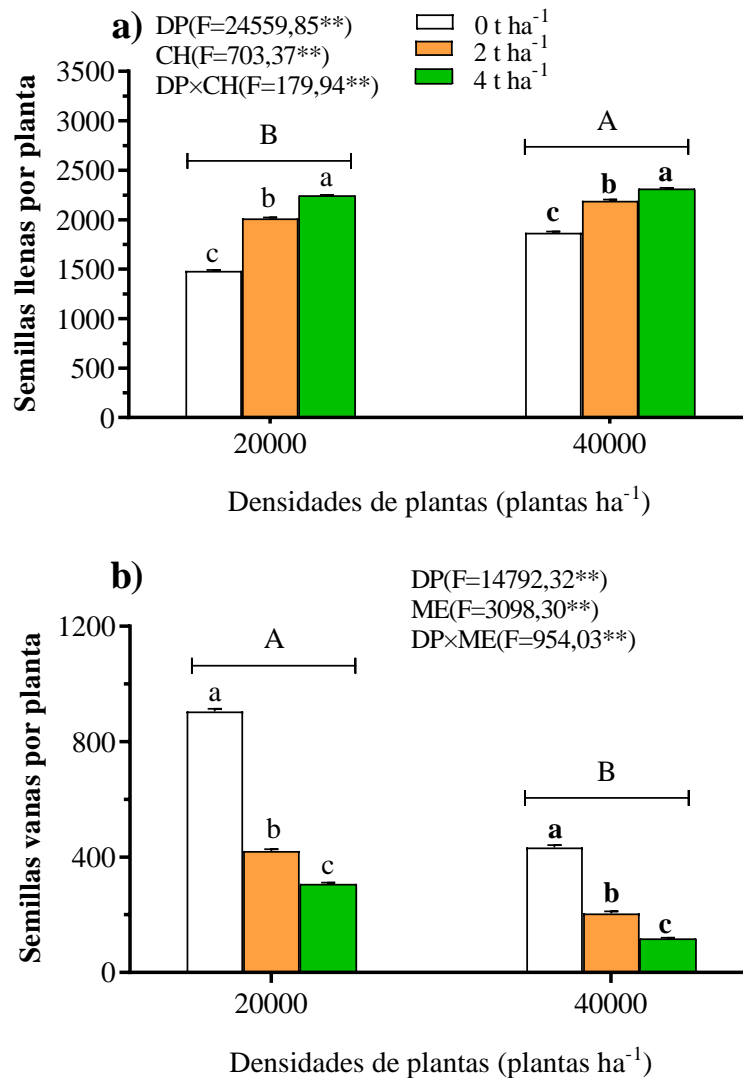 a) DP(F=24559,85**)
CH(F=703,37**)
DP×CH(F=179,94**)
0 t ha⁻¹
2 t ha⁻¹
4 t ha⁻¹
Semillas llenas por planta
3500
3000
2500
2000
1500
1000
500
0
B
A
c
b
a
c
b
a
20000
40000
Densidades de plantas (plantas ha⁻¹)
b)
DP(F=14792,32**)
ME(F=3098,30**)
DP×ME(F=954,03**)
Semillas vanas por planta
1200
800
400
0
A
B
a
b
c
a
b
c
20000
40000
Densidades de plantas (plantas ha⁻¹)